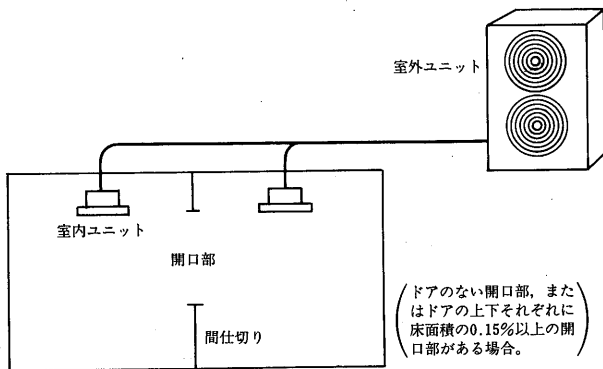 室外ユニット
室内ユニット
開口部
間仕切り
(ドアのない開口部,また
はドアの上下それぞれに
床面積の0.15%以上の開
口部がある場合。)